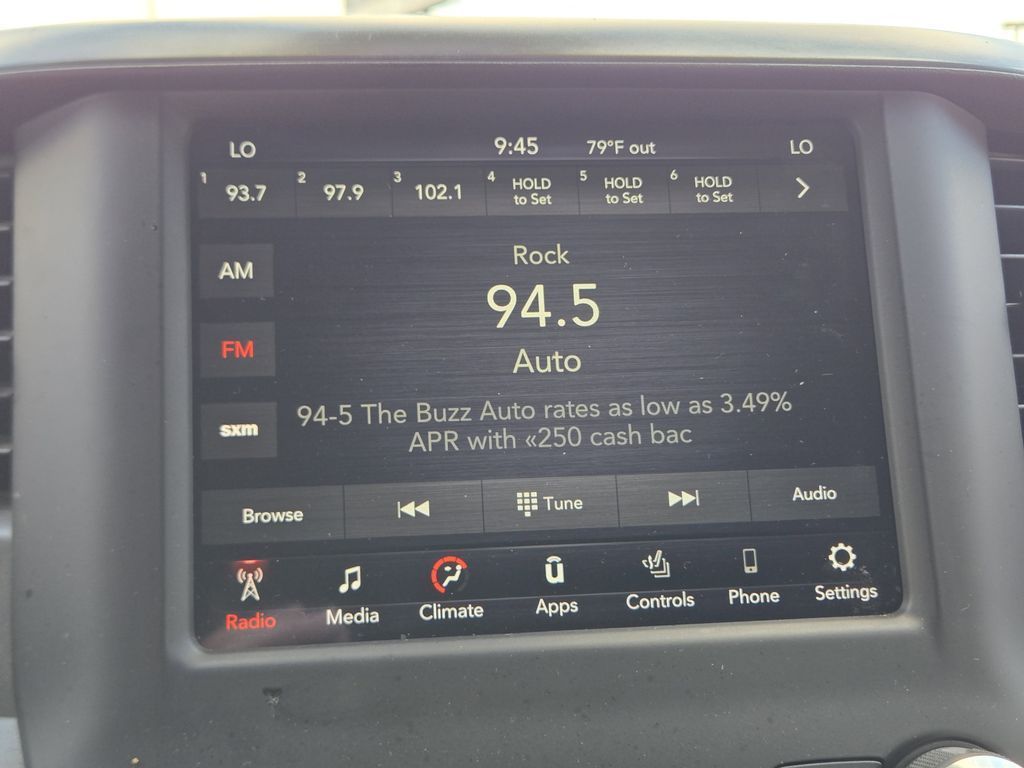 LO 9:45 79°F out LO
1 93.7 2 97.9 3 102.1 4 HOLD to Set 5 HOLD to Set 6 HOLD to Set
Rock
AM
94.5
FM
Auto
94-5 The Buzz Auto rates as low as 3.49%
sxm
APR with «250 cash bac
Browse Tune Audio
Radio Media Climate Apps Controls Phone Settings